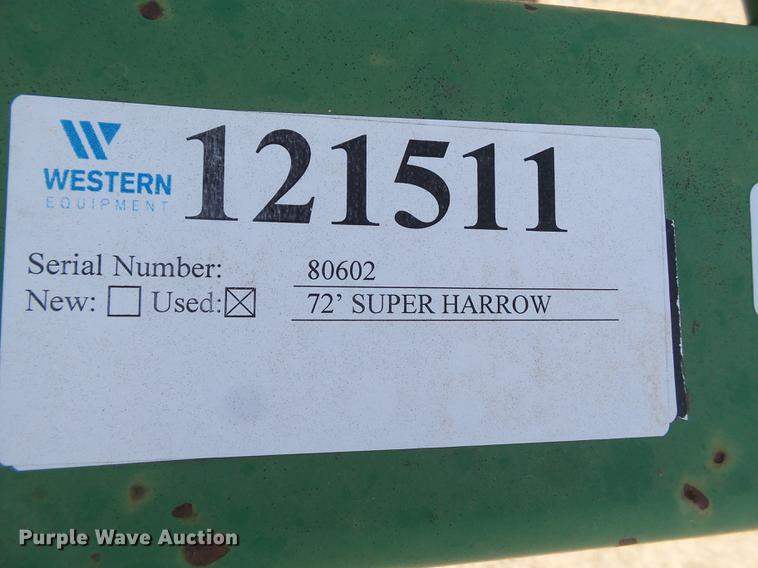 WESTERN
EQUIPMENT
121511
Serial Number: 80602
New: Used: 72' SUPER HARROW
Purple Wave Auction